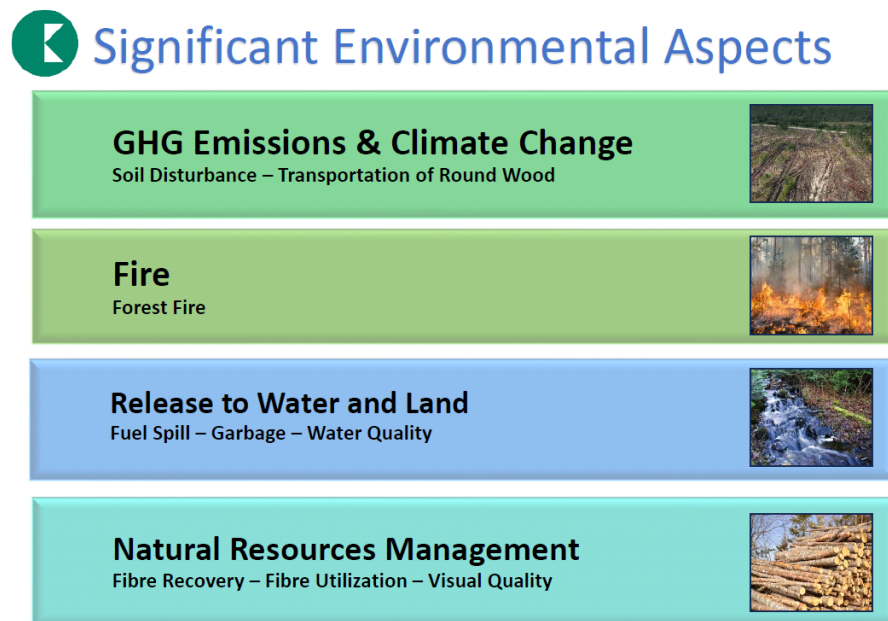 Significant Environmental Aspects
GHG Emissions & Climate Change
Soil Disturbance – Transportation of Round Wood
Fire
Forest Fire
Release to Water and Land
Fuel Spill – Garbage – Water Quality
Natural Resources Management
Fibre Recovery – Fibre Utilization – Visual Quality